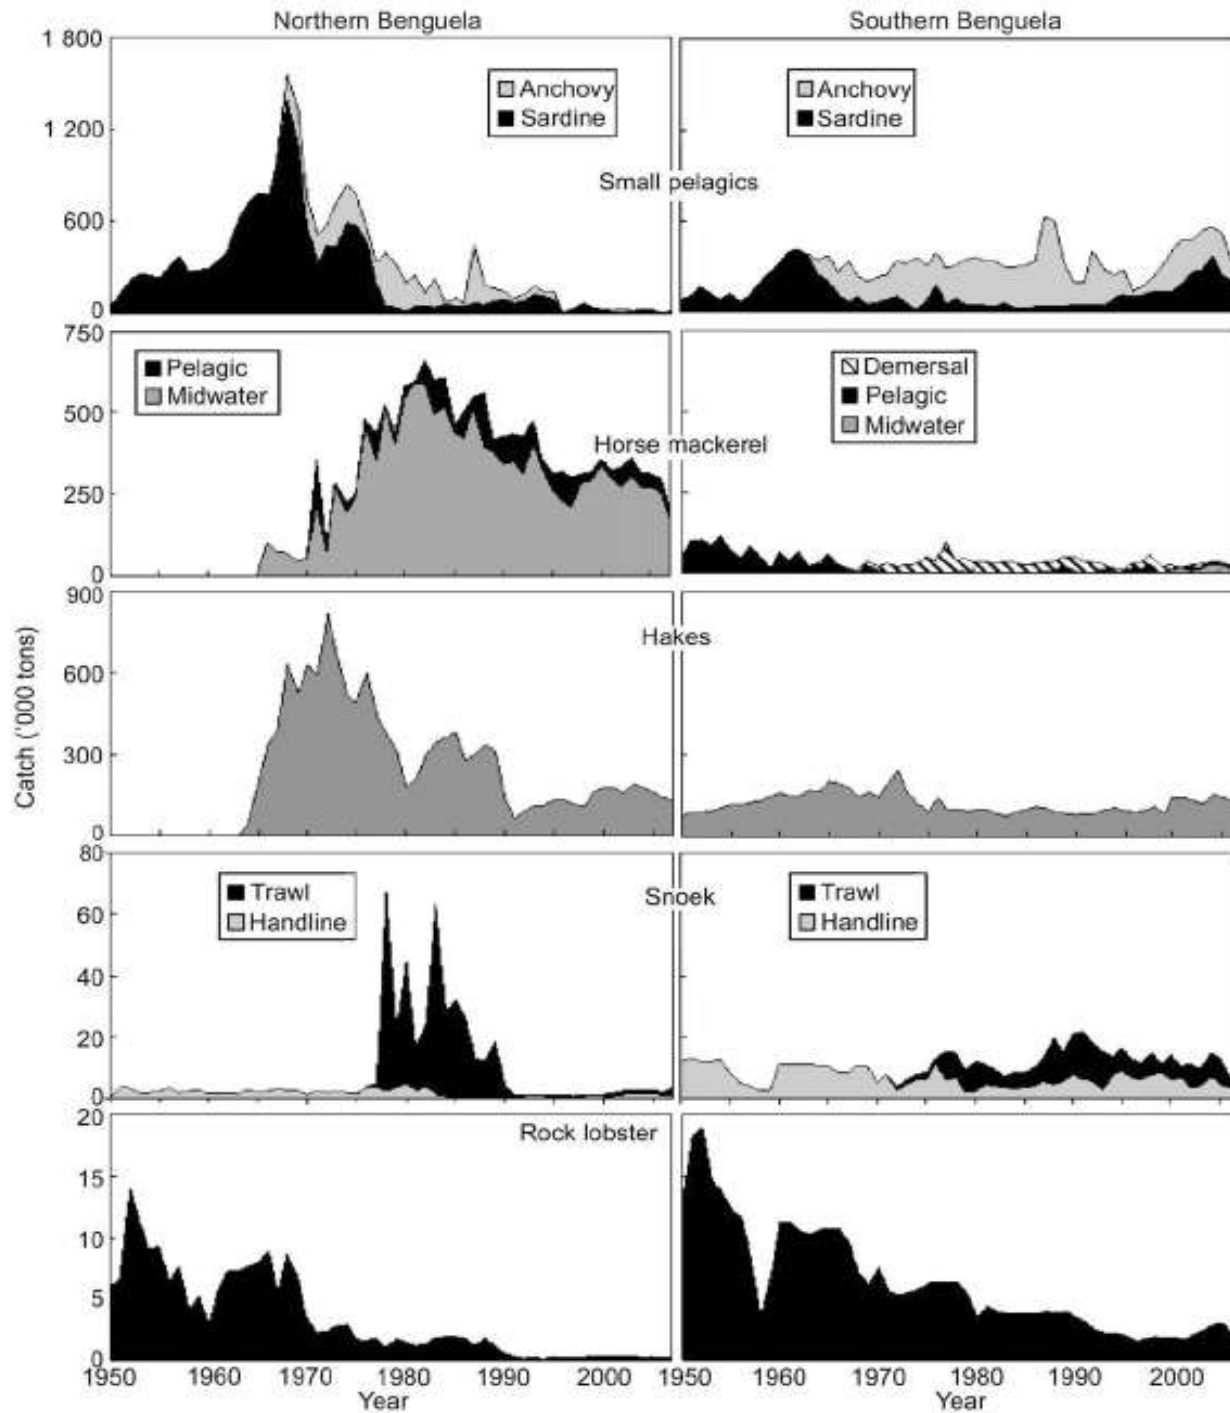 Northern Benguela
Southern Benguela
1 800
1 200
600
0
Anchovy
Sardine
Anchovy
Sardine
Small pelagics
750
500
250
0
Pelagic
Midwater
Demersal
Pelagic
Midwater
Horse mackerel
900
600
300
0
Hakes
Catch ('000 tons)
80
60
40
20
0
Trawl
Handline
Trawl
Handline
Snoek
20
15
10
5
0
Rock lobster
1950 1960 1970 1980 1990 2000
1950 1960 1970 1980 1990 2000
Year
Year